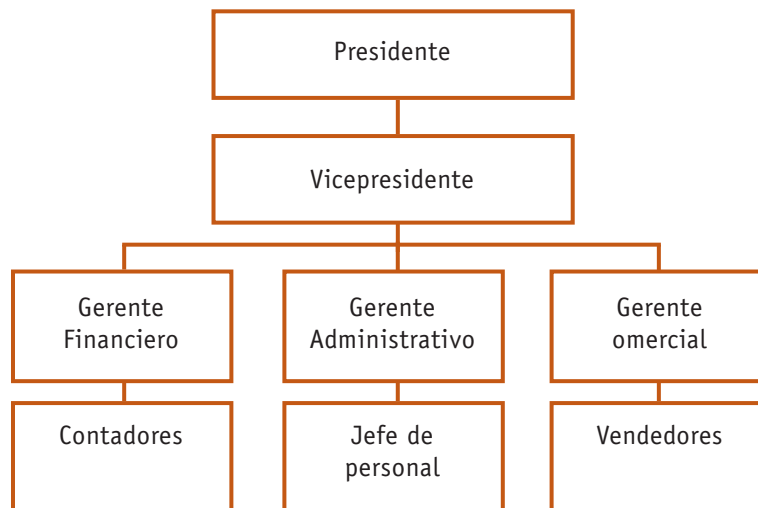 Presidente
Vicepresidente
Gerente
Financiero
Gerente
Administrativo
Gerente
omercial
Contadores
Jefe de
personal
Vendedores